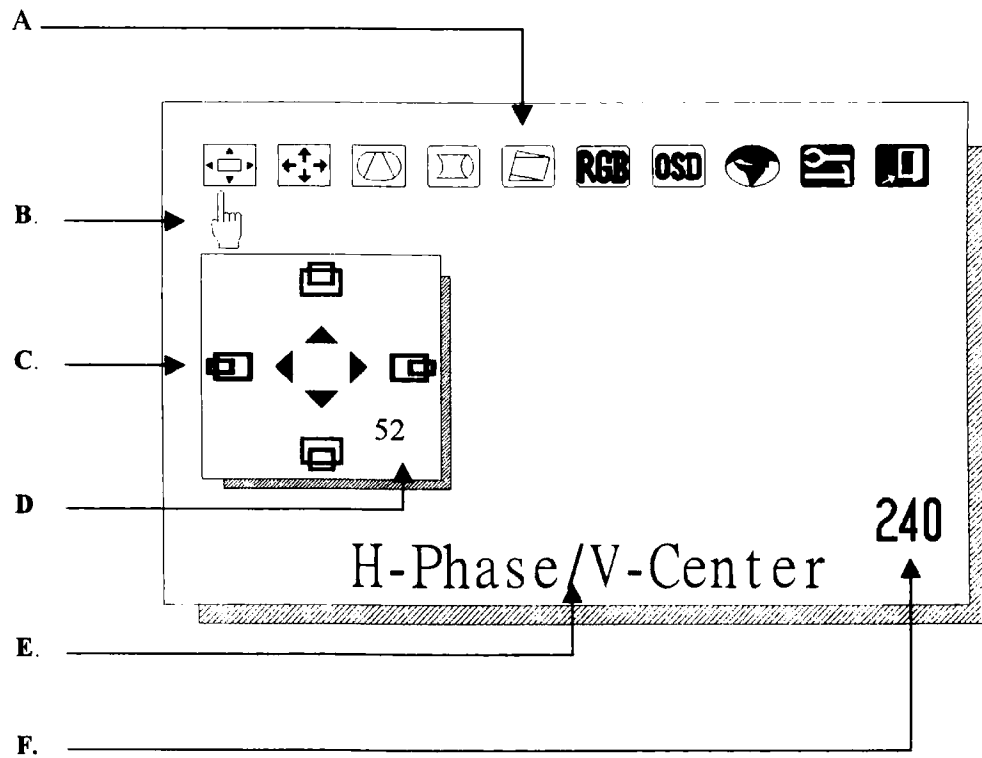 A
RGB OSD
B.
C.
52
D
240
H-Phase/V-Center
E.
F.